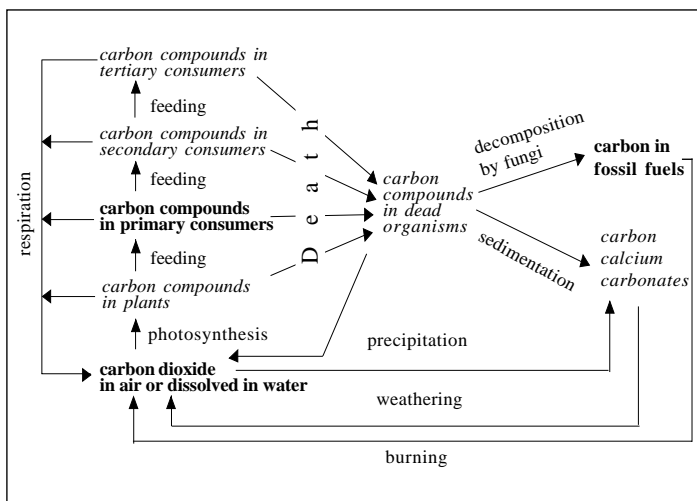 carbon compounds in
tertiary consumers
feeding
carbon compounds in
secondary consumers
feeding
carbon compounds
in primary consumers
feeding
carbon compounds in
in plants
photosynthesis
carbon dioxide
in air or dissolved in water
respiration
Death
carbon
compounds
in dead
organisms
decomposition
by fungi
carbon in
fossil fuels
sedimentation
carbon
calcium
carbonates
precipitation
weathering
burning